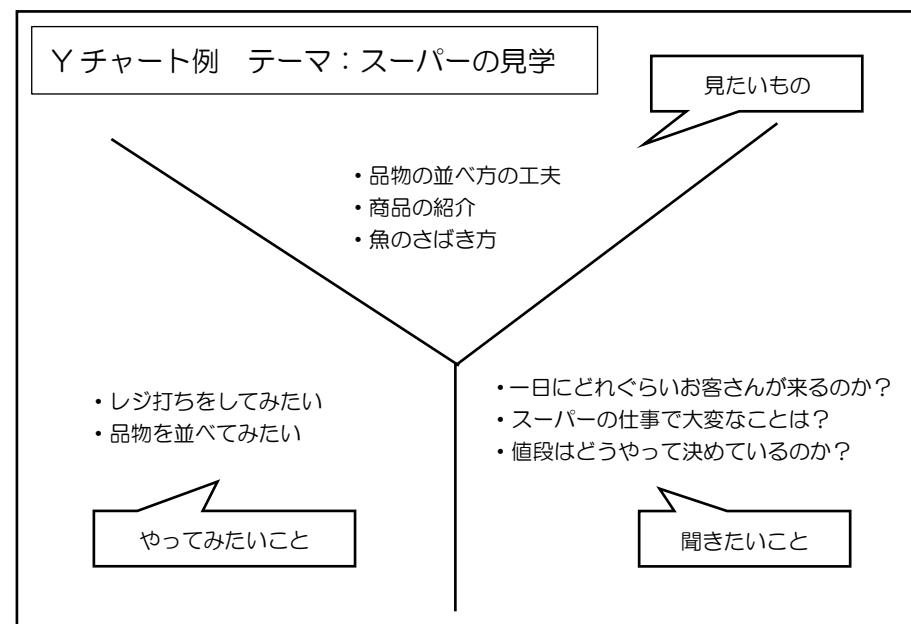 Yチャート例　テーマ：スーパーの見学
見たいもの
・品物の並べ方の工夫
・商品の紹介
・魚のさばき方
・レジ打ちをしてみたい
・品物を並べてみたい
やってみたいこと
・一日にどれぐらいお客さんが来るのか？
・スーパーの仕事で大変なことは？
・値段はどうやって決めているのか？
聞きたいこと